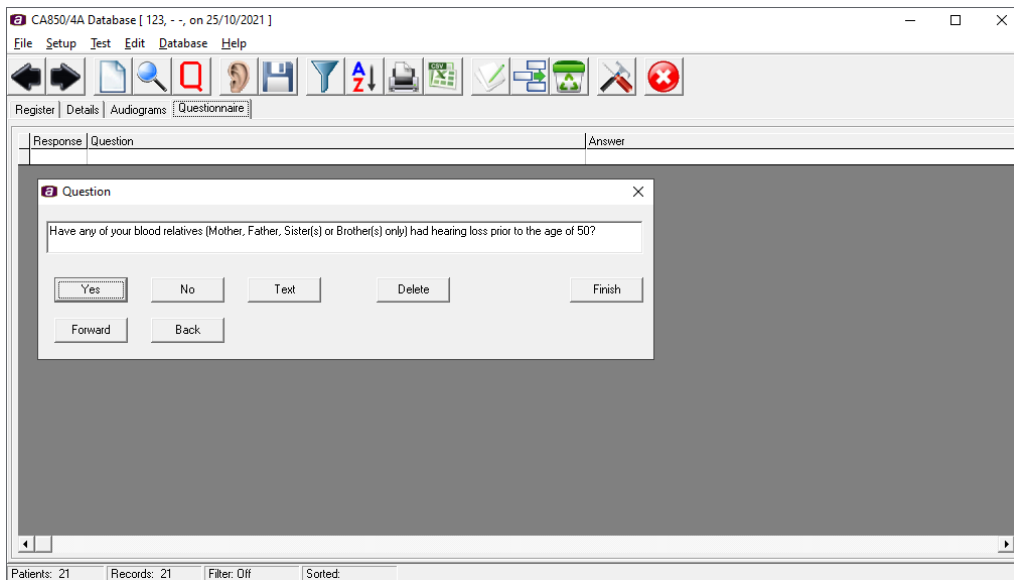 CA850/4A Database [ 123, - -, on 25/10/2021 ]
File Setup Test Edit Database Help
Q A Z CSV
Register Details Audiograms Questionnaire
Response Question Answer
Question
Have any of your blood relatives (Mother, Father, Sister(s) or Brother(s) only) had hearing loss prior to the age of 50?
Yes No Text Delete Finish
Forward Back
Patients: 21 Records: 21 Filter: Off Sorted: